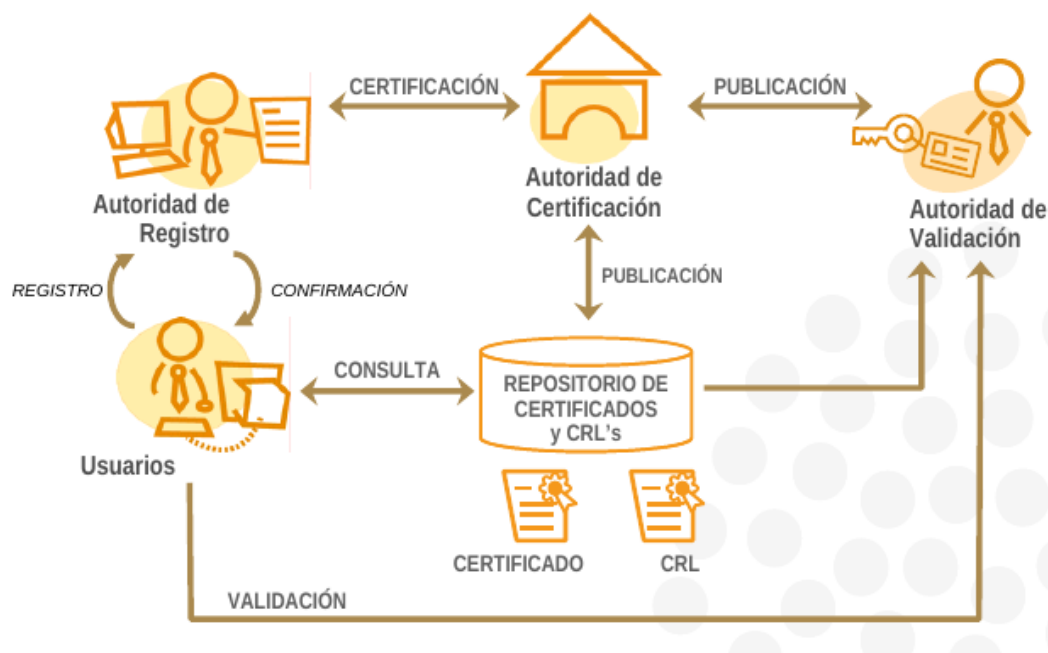 CERTIFICACIÓN
PUBLICACIÓN
Autoridad de
Registro
Autoridad de
Certificación
Autoridad de
Validación
REGISTRO
CONFIRMACIÓN
PUBLICACIÓN
CONSULTA
REPOSITORIO DE
CERTIFICADOS
y CRL's
Usuarios
CERTIFICADO
CRL
VALIDACIÓN